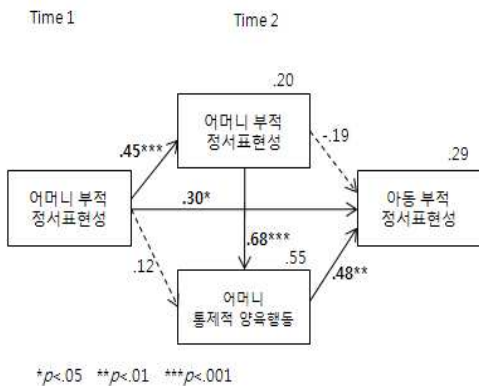 Time 1 Time 2
.20
어머니 부적
정서표현성
.45***
-.19
.29
어머니 부적
정서표현성
.30*
아동 부적
정서표현성
.12
.68***
.55
.48**
어머니
통제적 양육행동
*p<.05 **p<.01 ***p<.001